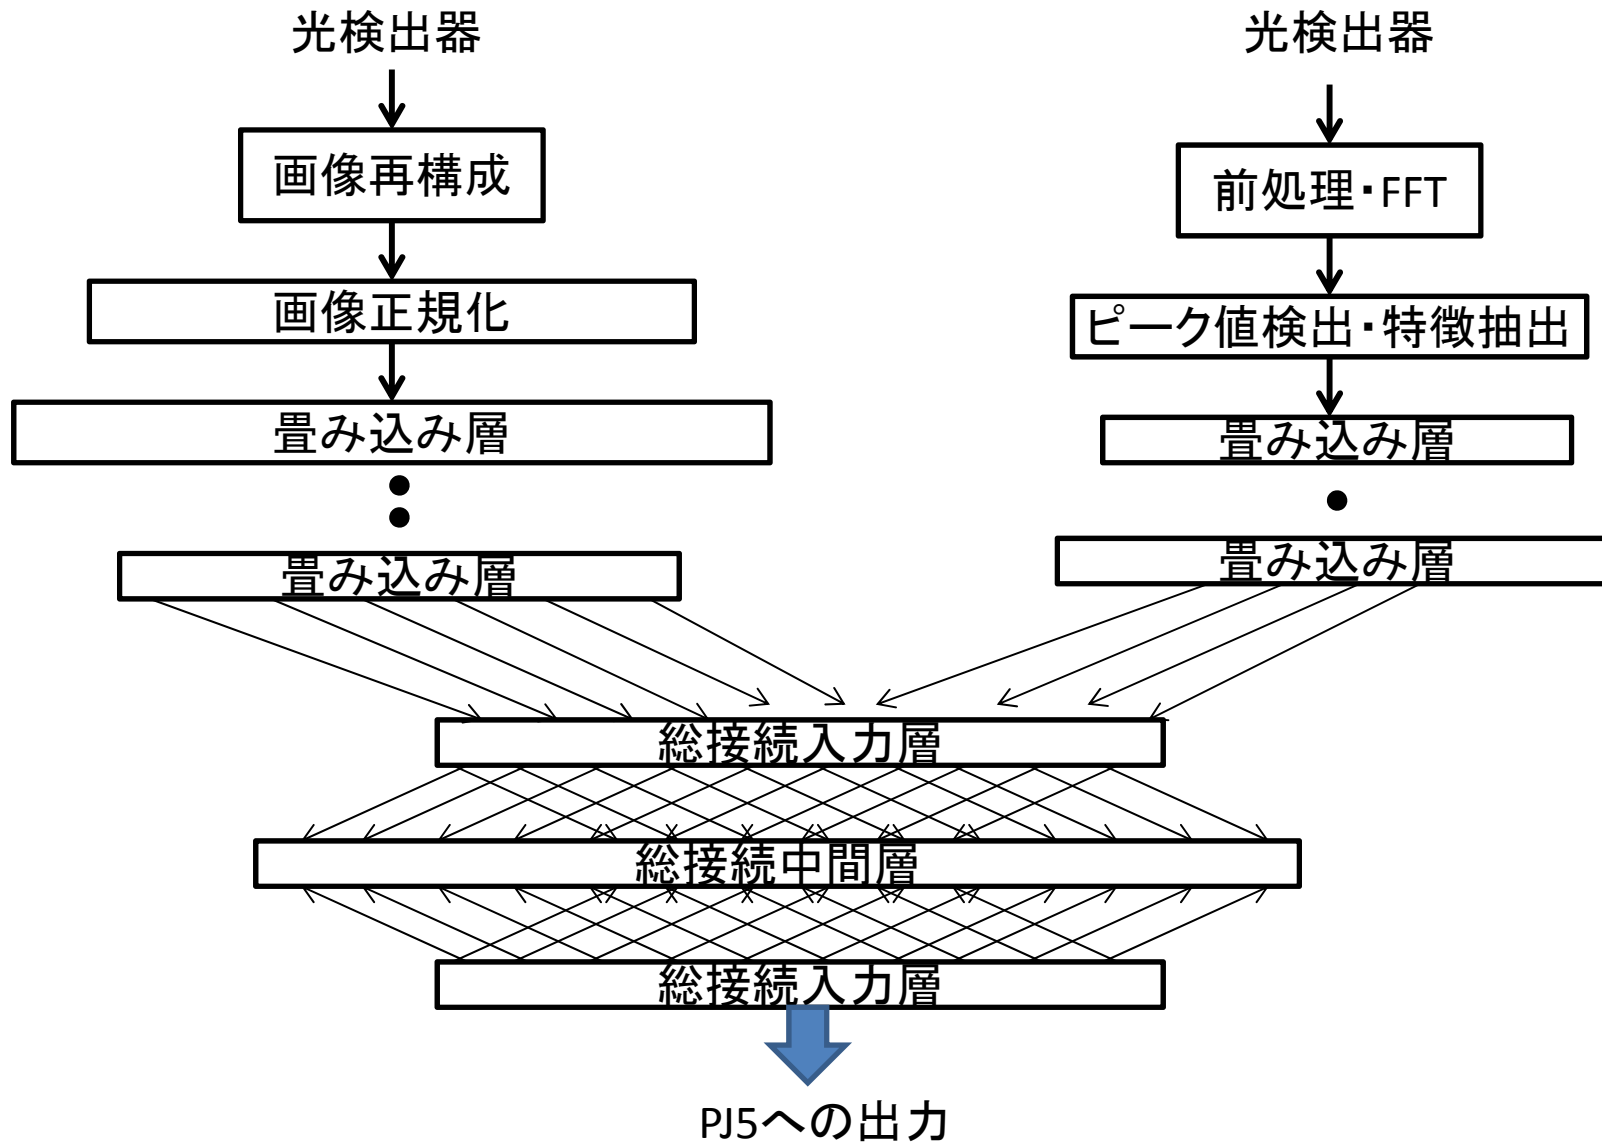 光検出器
画像再構成
画像正規化
畳み込み層
畳み込み層
光検出器
前処理・FFT
ピーク値検出・特徴抽出
畳み込み層
畳み込み層
総接続入力層
総接続中間層
総接続入力層
PJ5への出力